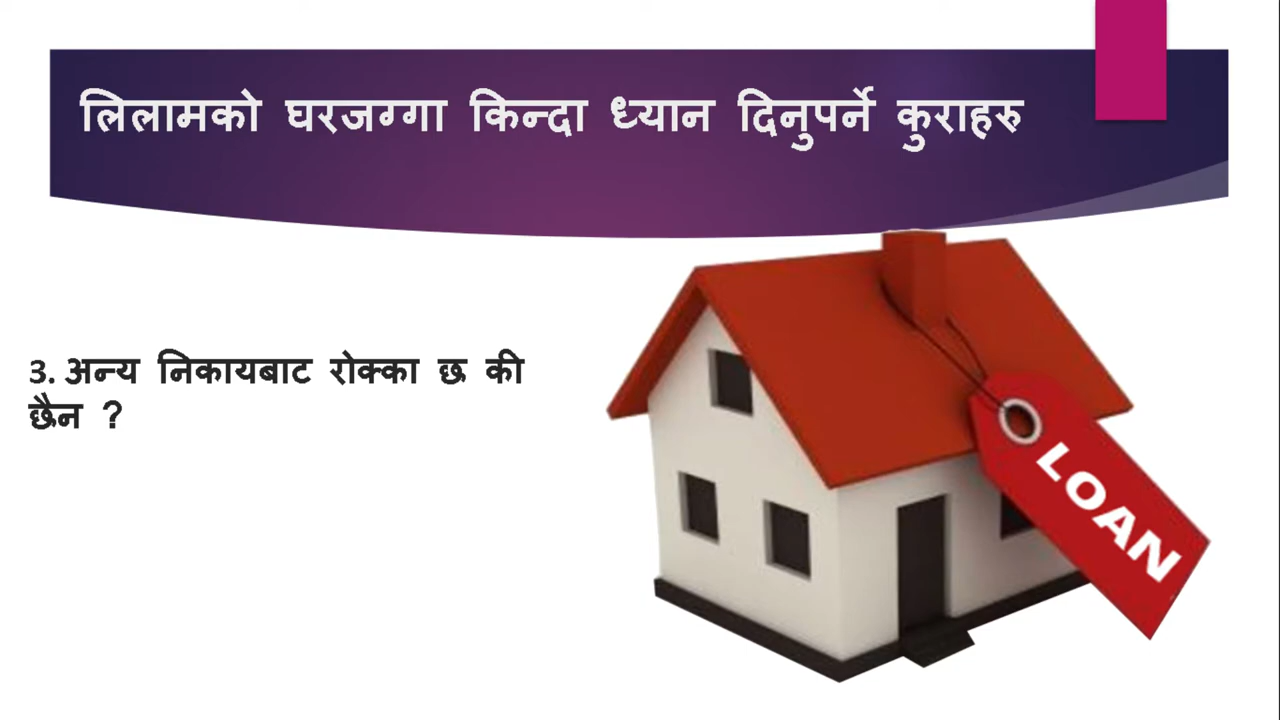 लिलामको घरजग्गा किन्दा ध्यान दिनुपर्ने कुराहरु
3. अन्य निकायबाट रोक्का छ की
छैन ?
LOAN